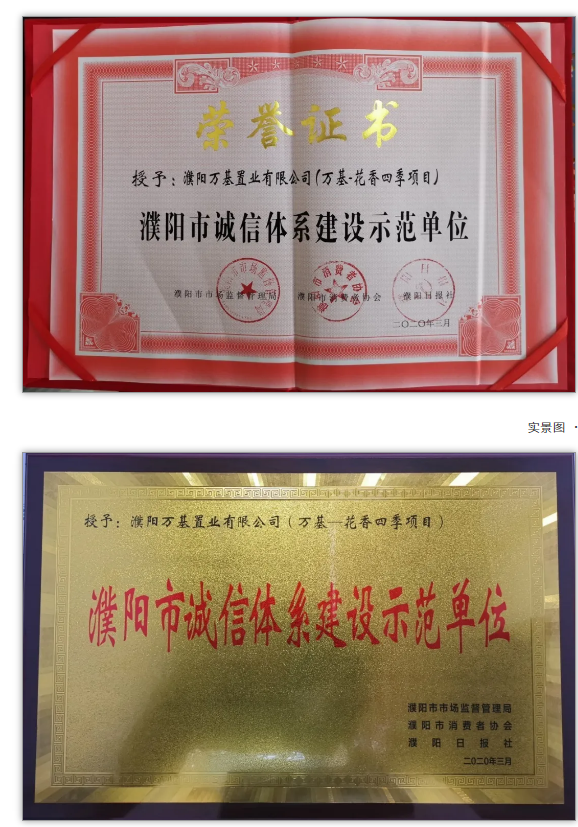 荣誉证书
授予：濮阳万基置业有限公司(万基-花香四季项目)
濮阳市诚信体系建设示范单位
濮阳市市场监督管理局 濮阳市消费者协会 濮阳日报社
二〇二〇年三月
实景图 ·
授予：濮阳万基置业有限公司（万基—花香四季项目）
濮阳市诚信体系建设示范单位
濮阳市市场监督管理局
濮阳市消费者协会
濮阳日报社
二〇二〇年三月